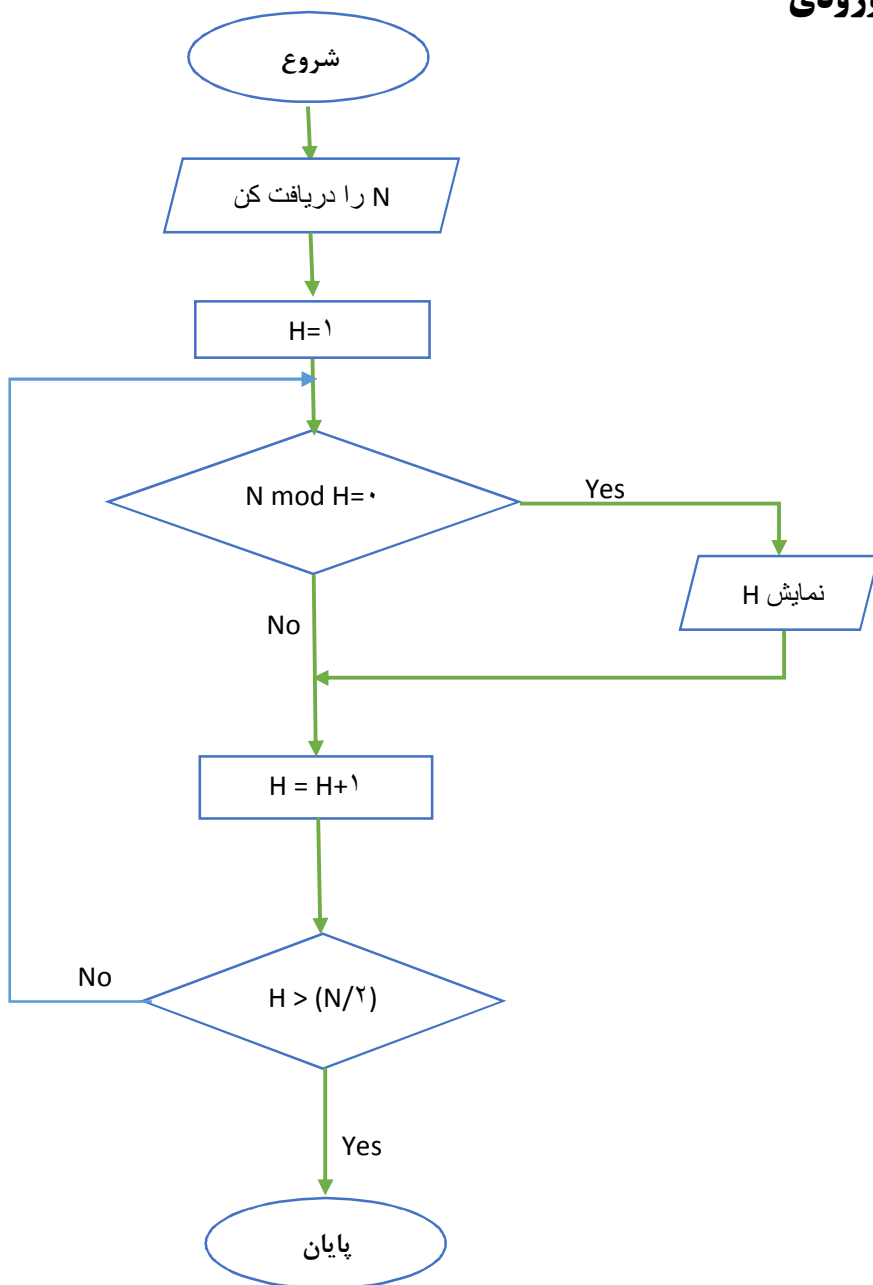 شروع
N را دریافت کن
H=۱
N mod H=۰
Yes
نمایش H
No
H = H+۱
No
H > (N/۲)
Yes
پایان